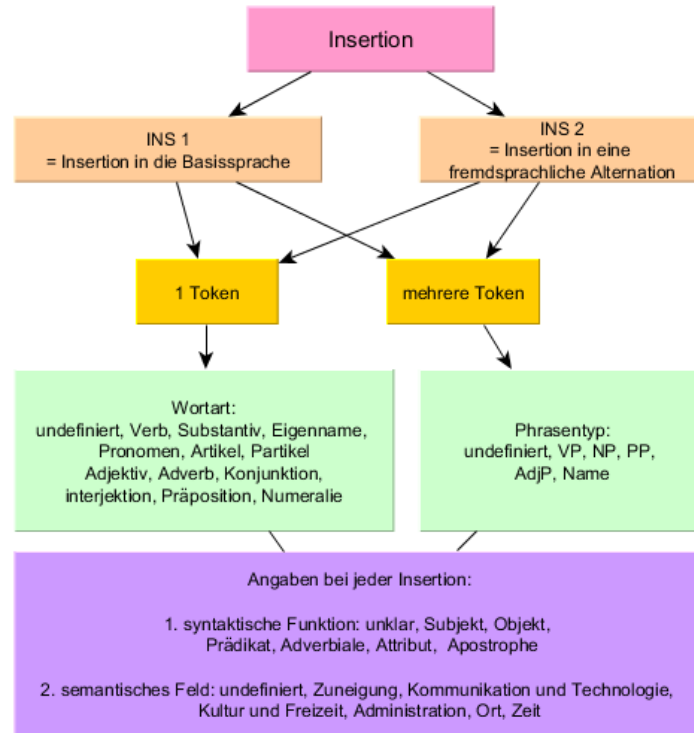 Insertion
INS 1
= Insertion in die Basissprache
INS 2
= Insertion in eine
fremdsprachliche Alternation
1 Token
mehrere Token
Wortart:
undefiniert, Verb, Substantiv, Eigenname,
Pronomen, Artikel, Partikel
Adjektiv, Adverb, Konjunktion,
interjektion, Präposition, Numeralie
Phrasentyp:
undefiniert, VP, NP, PP,
AdjP, Name
Angaben bei jeder Insertion:
1. syntaktische Funktion: unklar, Subjekt, Objekt,
Prädikat, Adverbiale, Attribut, Apostrophe
2. semantisches Feld: undefiniert, Zuneigung, Kommunikation und Technologie,
Kultur und Freizeit, Administration, Ort, Zeit